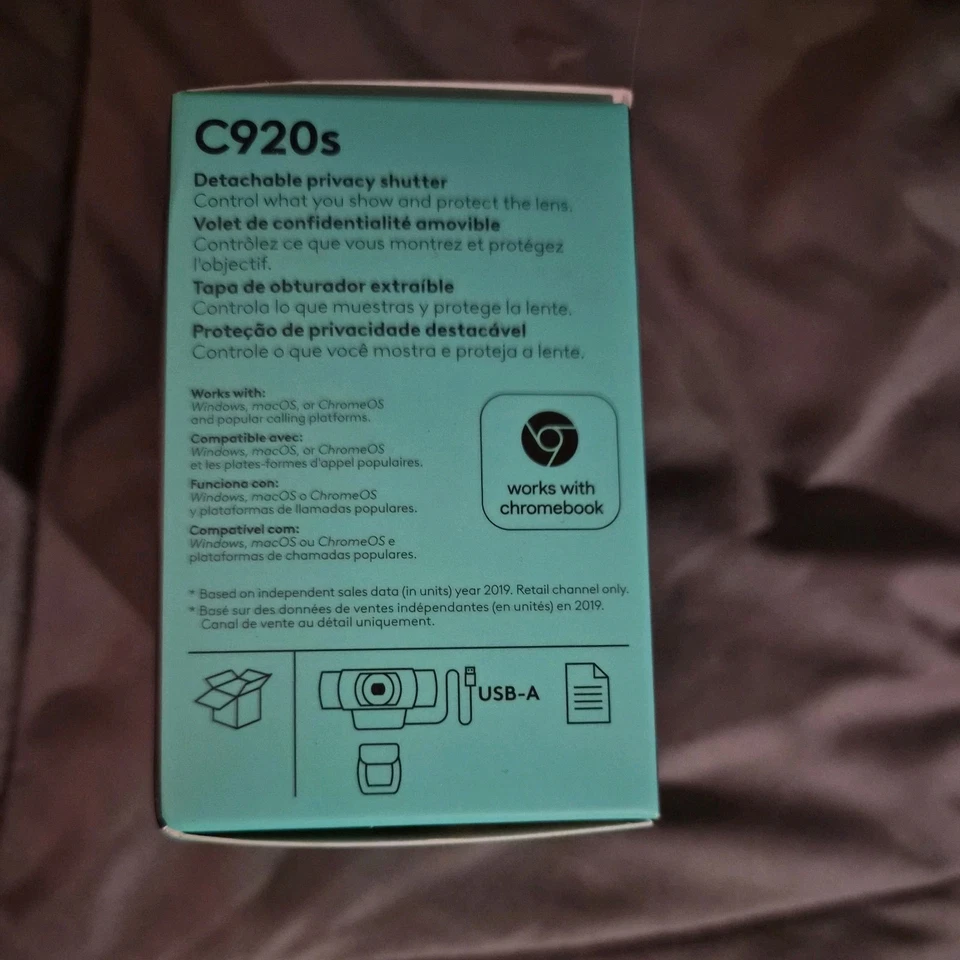 C920s
Detachable privacy shutter
Control what you show and protect the lens.
Volet de confidentialité amovible
Contrôlez ce que vous montrez et protégez
l'objectif.
Tapa de obturador extraíble
Controla lo que muestras y protege la lente.
Proteção de privacidade destacável
Controle o que você mostra e proteja a lente.
Works with:
Windows, macOS, or ChromeOS
and popular calling platforms.
Compatible avec:
Windows, macOS, or ChromeOS
et les plates-formes d'appel populaires.
Funciona con:
Windows, macOS o ChromeOS
y plataformas de llamadas populares.
Compatível com:
Windows, macOS ou ChromeOS e
plataformas de chamadas populares.
works with
chromebook
* Based on independent sales data (in units) year 2019. Retail channel only.
* Basé sur des données de ventes indépendantes (en unités) en 2019.
Canal de vente au détail uniquement.
USB-A